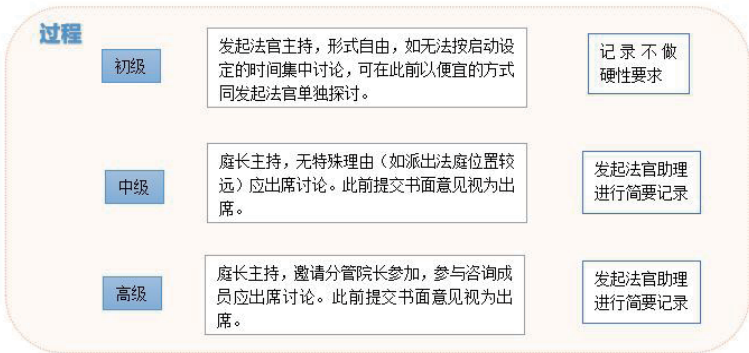 过程
初级
发起法官主持，形式自由，如无法按启动设
定的时间集中讨论，可在此前以便宜的方式
同发起法官单独探讨。
记录不做
硬性要求
中级
庭长主持，无特殊理由（如派出法庭位置较
远）应出席讨论。此前提交书面意见视为出
席。
发起法官助理
进行简要记录
高级
庭长主持，邀请分管院长参加，参与咨询成
员应出席讨论。此前提交书面意见视为出
席。
发起法官助理
进行简要记录